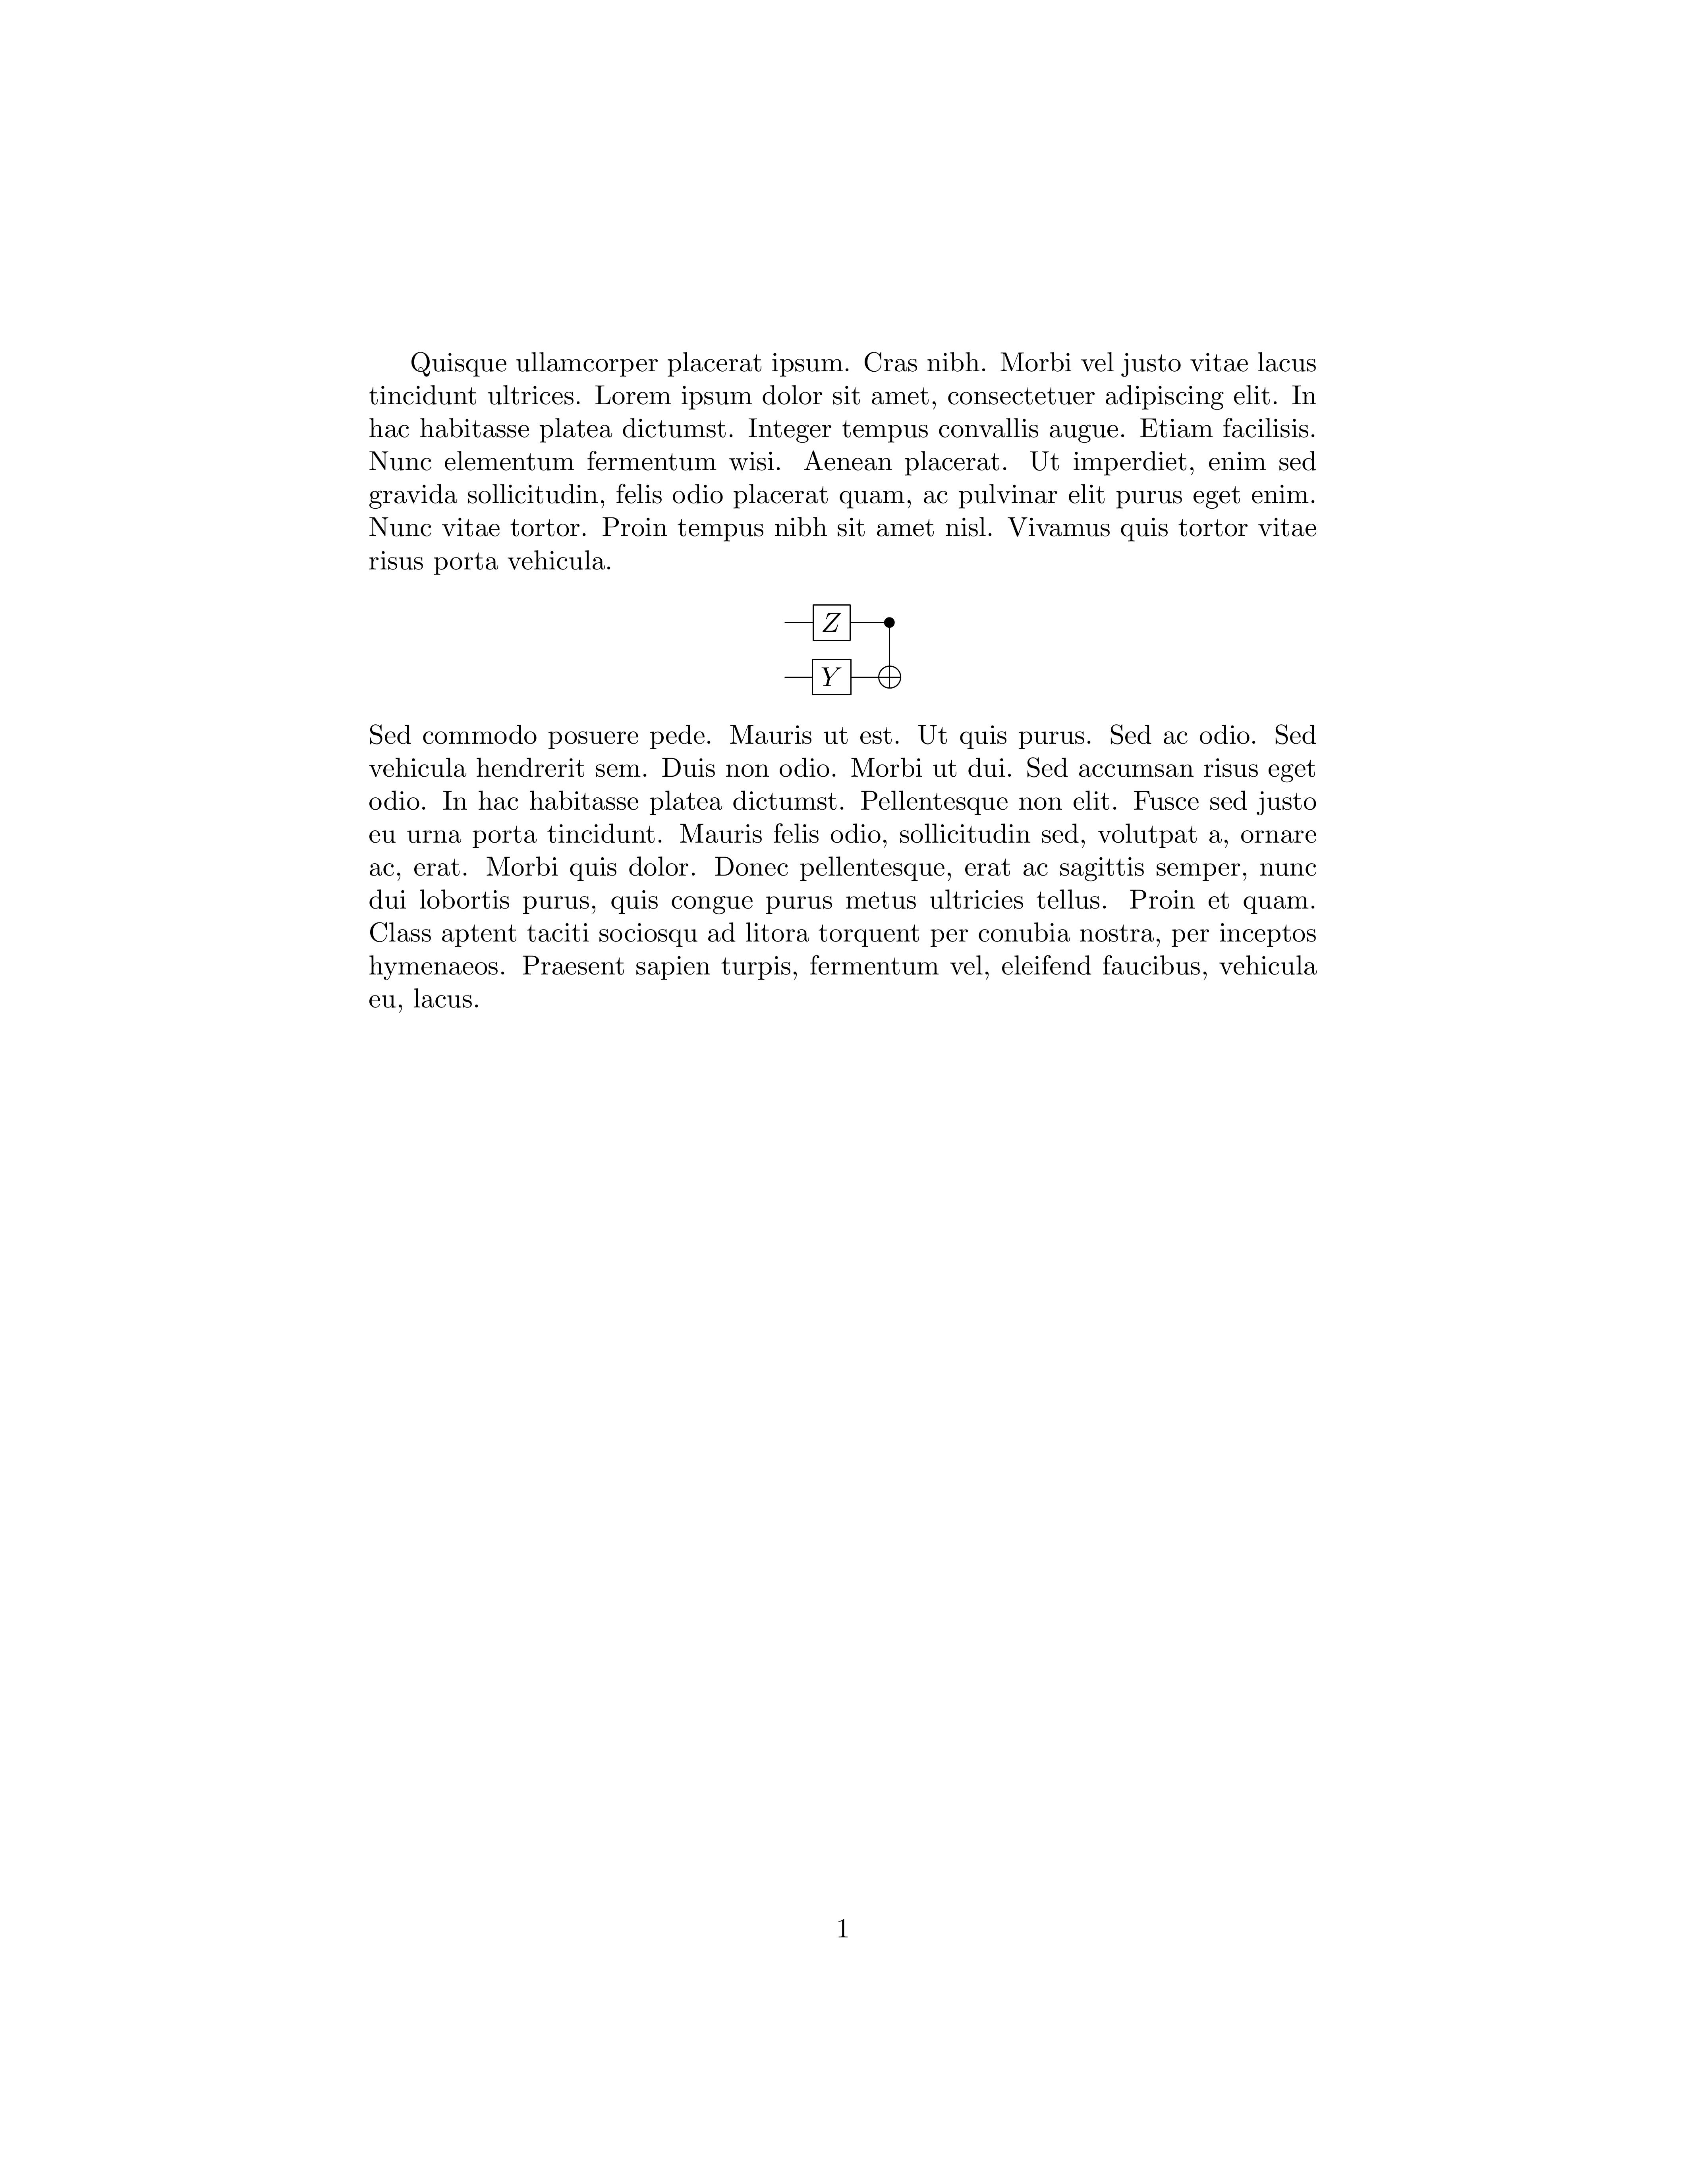 Quisque ullamcorper placerat ipsum. Cras nibh. Morbi vel justo vitae lacus
tincidunt ultrices. Lorem ipsum dolor sit amet, consectetuer adipiscing elit. In
hac habitasse platea dictumst. Integer tempus convallis augue. Etiam facilisis.
Nunc elementum fermentum wisi. Aenean placerat. Ut imperdiet, enim sed
gravida sollicitudin, felis odio placerat quam, ac pulvinar elit purus eget enim.
Nunc vitae tortor. Proin tempus nibh sit amet nisl. Vivamus quis tortor vitae
risus porta vehicula.
Z
Y
Sed commodo posuere pede. Mauris ut est. Ut quis purus. Sed ac odio. Sed
vehicula hendrerit sem. Duis non odio. Morbi ut dui. Sed accumsan risus eget
odio. In hac habitasse platea dictumst. Pellentesque non elit. Fusce sed justo
eu urna porta tincidunt. Mauris felis odio, sollicitudin sed, volutpat a, ornare
ac, erat. Morbi quis dolor. Donec pellentesque, erat ac sagittis semper, nunc
dui lobortis purus, quis congue purus metus ultricies tellus. Proin et quam.
Class aptent taciti sociosqu ad litora torquent per conubia nostra, per inceptos
hymenaeos. Praesent sapien turpis, fermentum vel, eleifend faucibus, vehicula
eu, lacus.
1